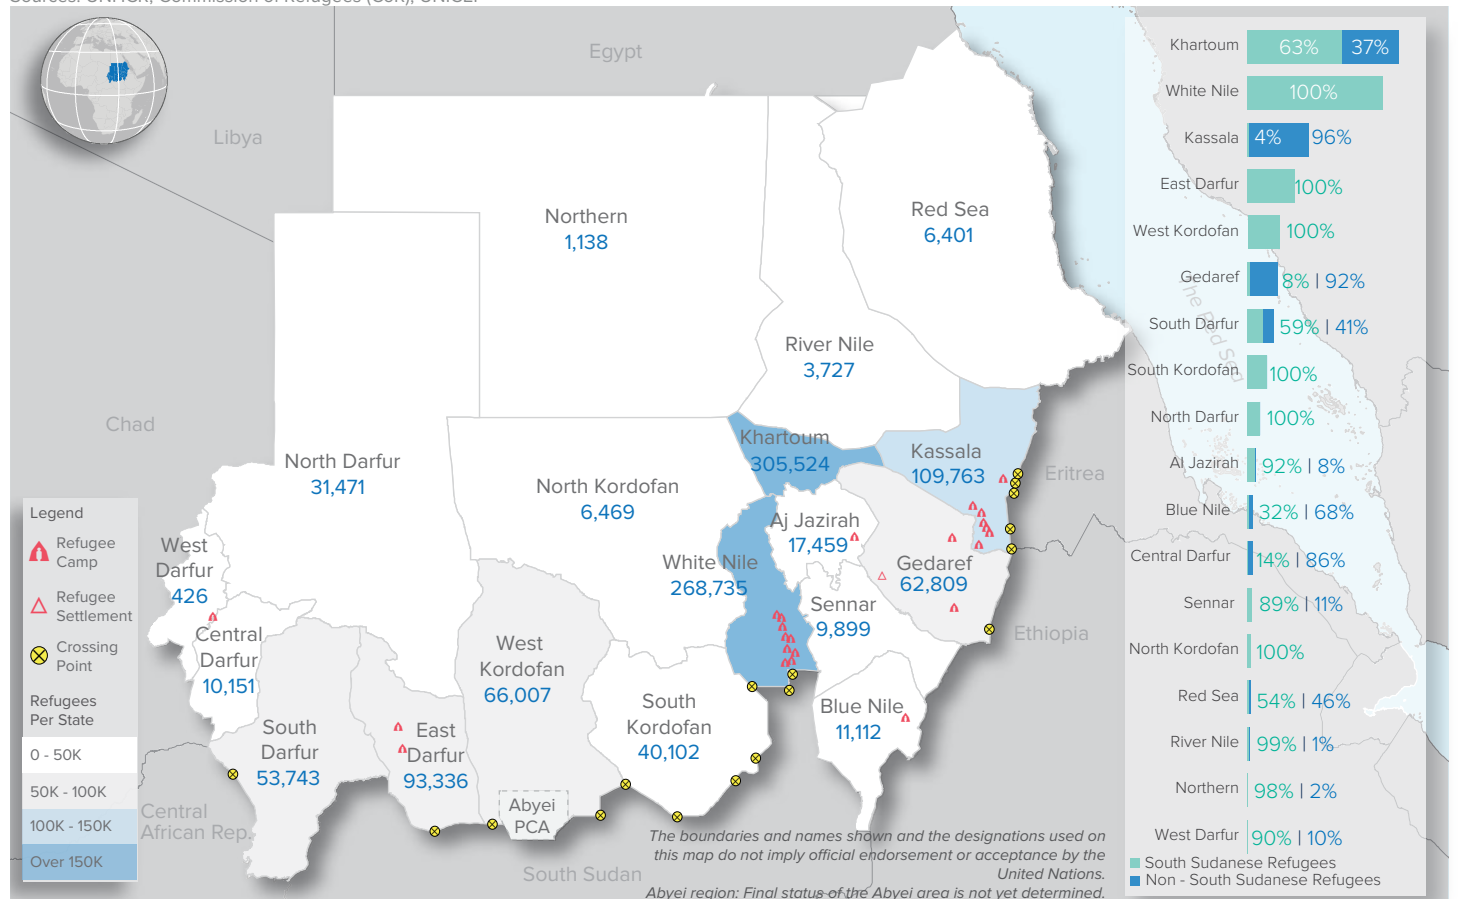 Sources: UNHCR, Commission of Refugees (COR), UNICEF
Egypt
Libya
Chad
Eritrea
Ethiopia
Central
African Rep.
South Sudan
The Red Sea
Northern
1,138
Red Sea
6,401
River Nile
3,727
Khartoum
305,524
Kassala
109,763
North Darfur
31,471
North Kordofan
6,469
Aj Jazirah
17,459
White Nile
268,735
Gedaref
62,809
Sennar
9,899
West
Darfur
426
Central
Darfur
10,151
West
Kordofan
66,007
South
Kordofan
40,102
Blue Nile
11,112
South
Darfur
53,743
East
Darfur
93,336
Abyei
PCA
Legend
Refugee
Camp
Refugee
Settlement
Crossing
Point
Refugees
Per State
0 - 50K
50K - 100K
100K - 150K
Over 150K
The boundaries and names shown and the designations used on
this map do not imply official endorsement or acceptance by the
United Nations.
Abyei region: Final status of the Abyei area is not yet determined.
Khartoum 63% 37%
White Nile 100%
Kassala 4% 96%
East Darfur 100%
West Kordofan 100%
Gedaref 8% | 92%
South Darfur 59% | 41%
South Kordofan 100%
North Darfur 100%
Al Jazirah 92% | 8%
Blue Nile 32% | 68%
Central Darfur 14% | 86%
Sennar 89% | 11%
North Kordofan 100%
Red Sea 54% | 46%
River Nile 99% | 1%
Northern 98% | 2%
West Darfur 90% | 10%
South Sudanese Refugees
Non - South Sudanese Refugees